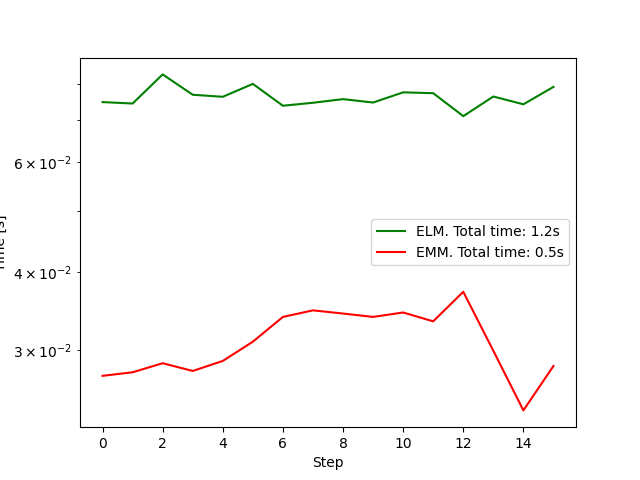 6 × 10⁻²
4 × 10⁻²
3 × 10⁻²
Time [s]
ELM. Total time: 1.2s
EMM. Total time: 0.5s
0 2 4 6 8 10 12 14
Step